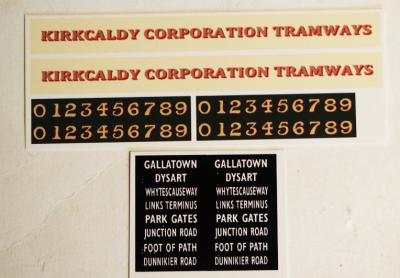 KIRKCALDY CORPORATION TRAMWAYS
KIRKCALDY CORPORATION TRAMWAYS
0123456789 0123456789
0123456789 0123456789
GALLATOWN GALLATOWN
DYSART DYSART
WHYTESCAUSEWAY WHYTESCAUSEWAY
LINKS TERMINUS LINKS TERMINUS
PARK GATES PARK GATES
JUNCTION ROAD JUNCTION ROAD
FOOT OF PATH FOOT OF PATH
DUNNIKIER ROAD DUNNIKIER ROAD